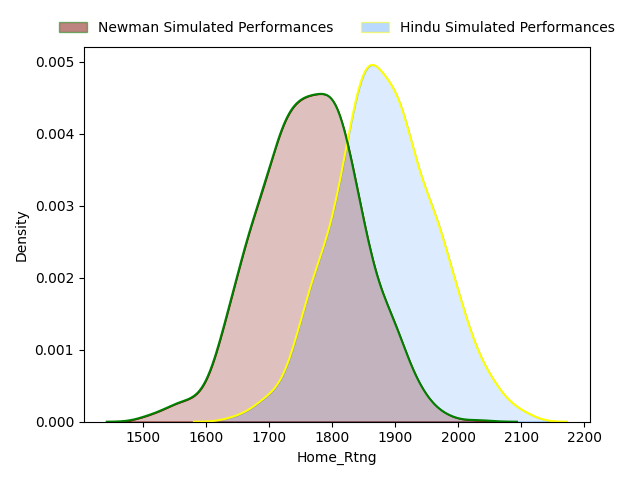 Newman Simulated Performances
Hindu Simulated Performances
Density
0.005
0.004
0.003
0.002
0.001
0.000
1500 1600 1700 1800 1900 2000 2100 2200
Home_Rtng